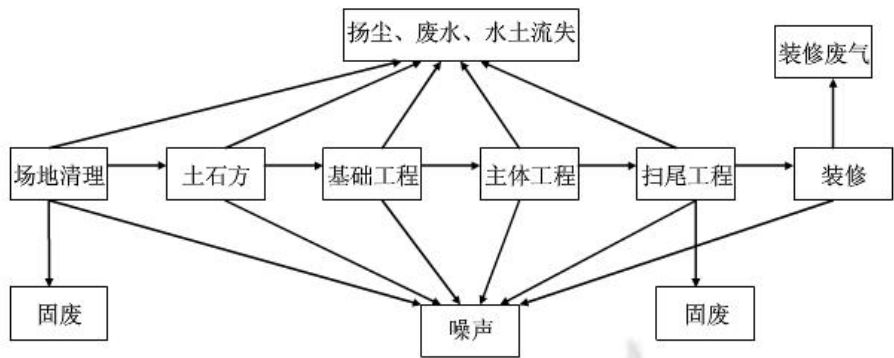 扬尘、废水、水土流失
装修废气
场地清理
土石方
基础工程
主体工程
扫尾工程
装修
固废
噪声
固废